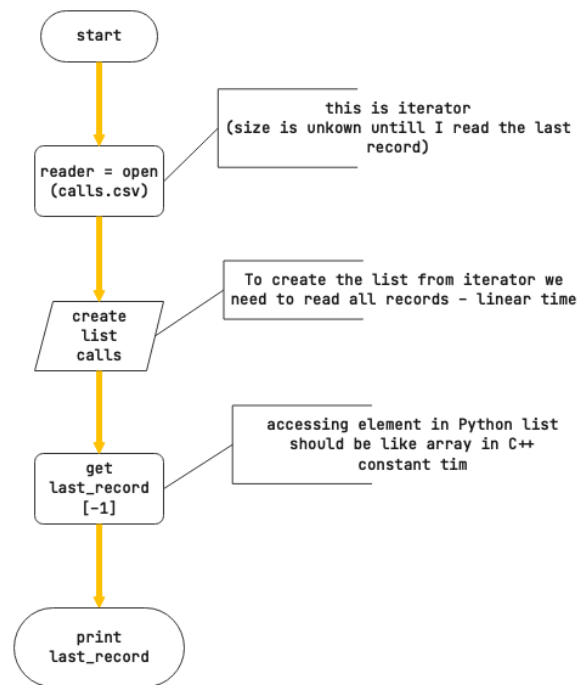 start
this is iterator
(size is unkown untill I read the last
record)
reader = open
(calls.csv)
To create the list from iterator we
need to read all records - linear time
create
list
calls
accessing element in Python list
should be like array in C++
constant tim
get
last_record
[-1]
print
last_record